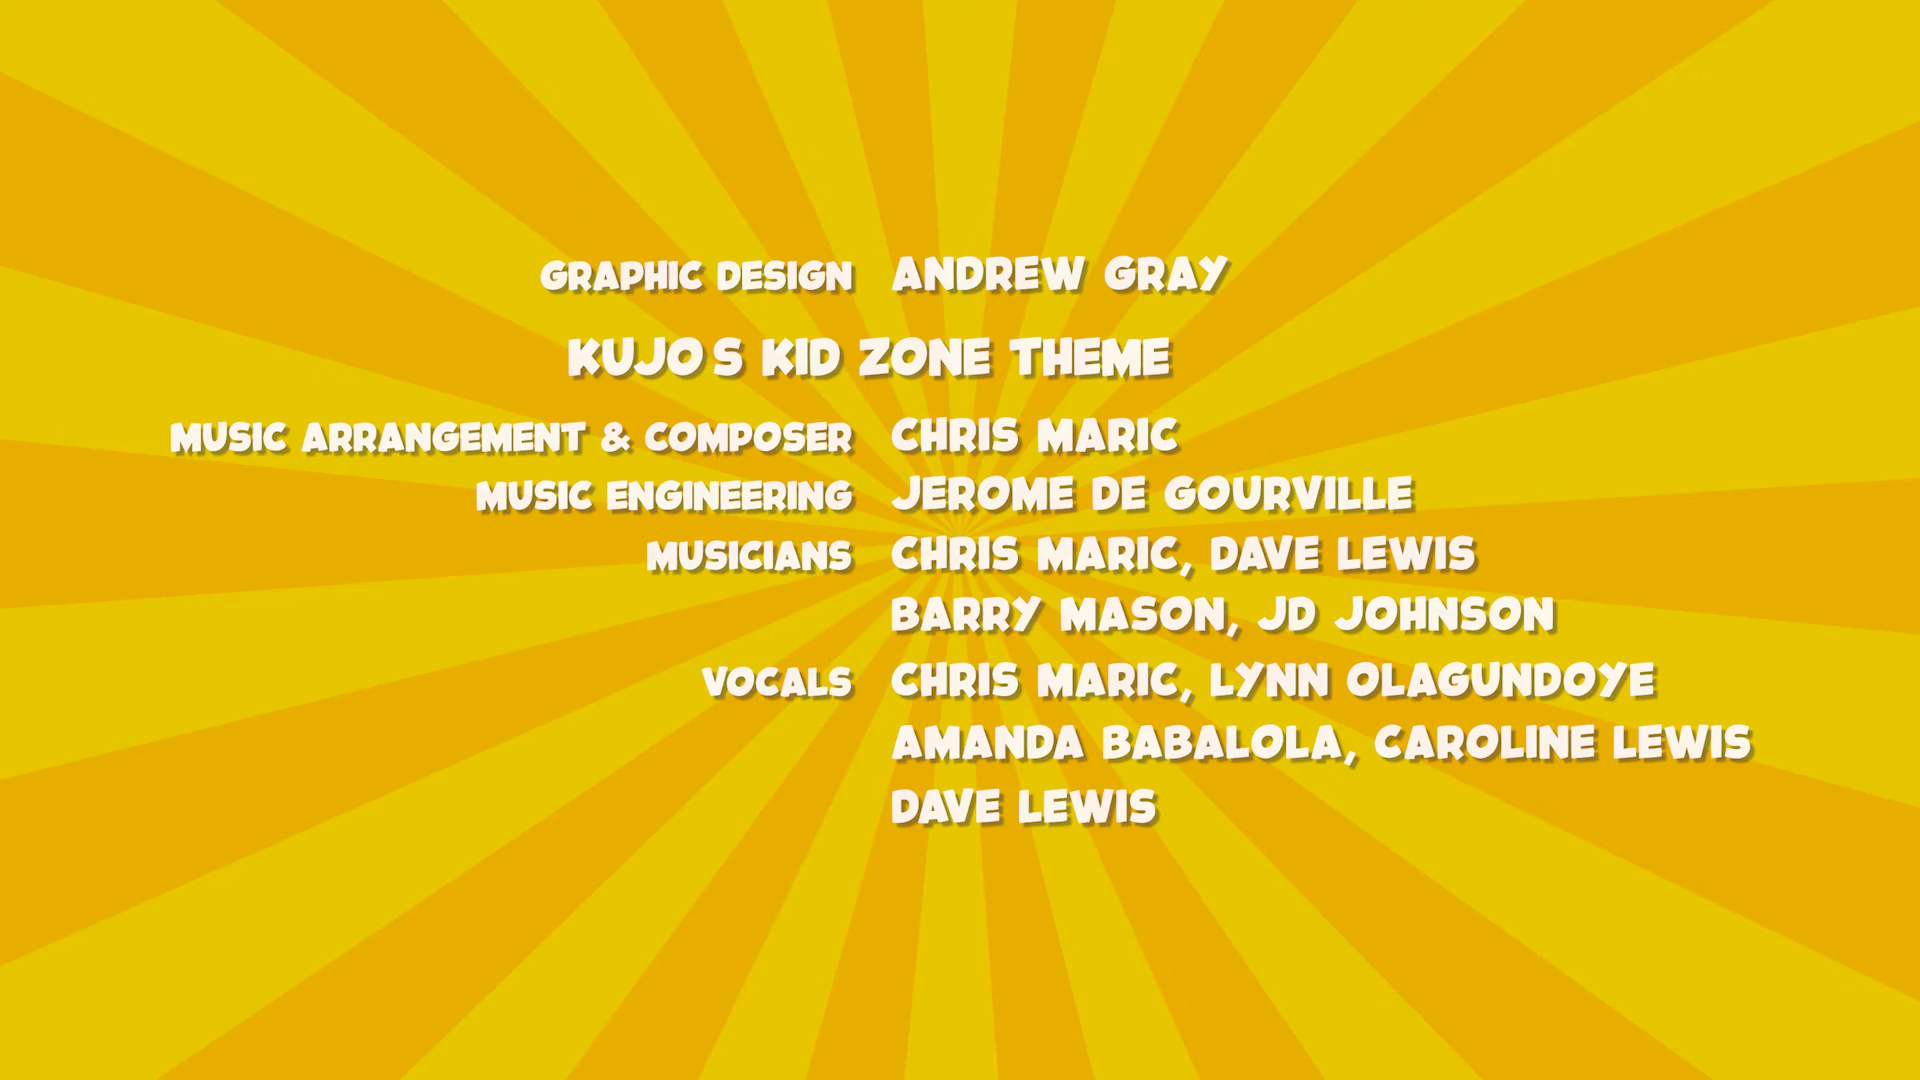 GRAPHIC DESIGN ANDREW GRAY
KUJO S KID ZONE THEME
MUSIC ARRANGEMENT & COMPOSER CHRIS MARIC
MUSIC ENGINEERING JEROME DE GOURVILLE
MUSICIANS CHRIS MARIC, DAVE LEWIS
BARRY MASON, JD JOHNSON
VOCALS CHRIS MARIC, LYNN OLAGUNDOYE
AMANDA BABALOLA, CAROLINE LEWIS
DAVE LEWIS